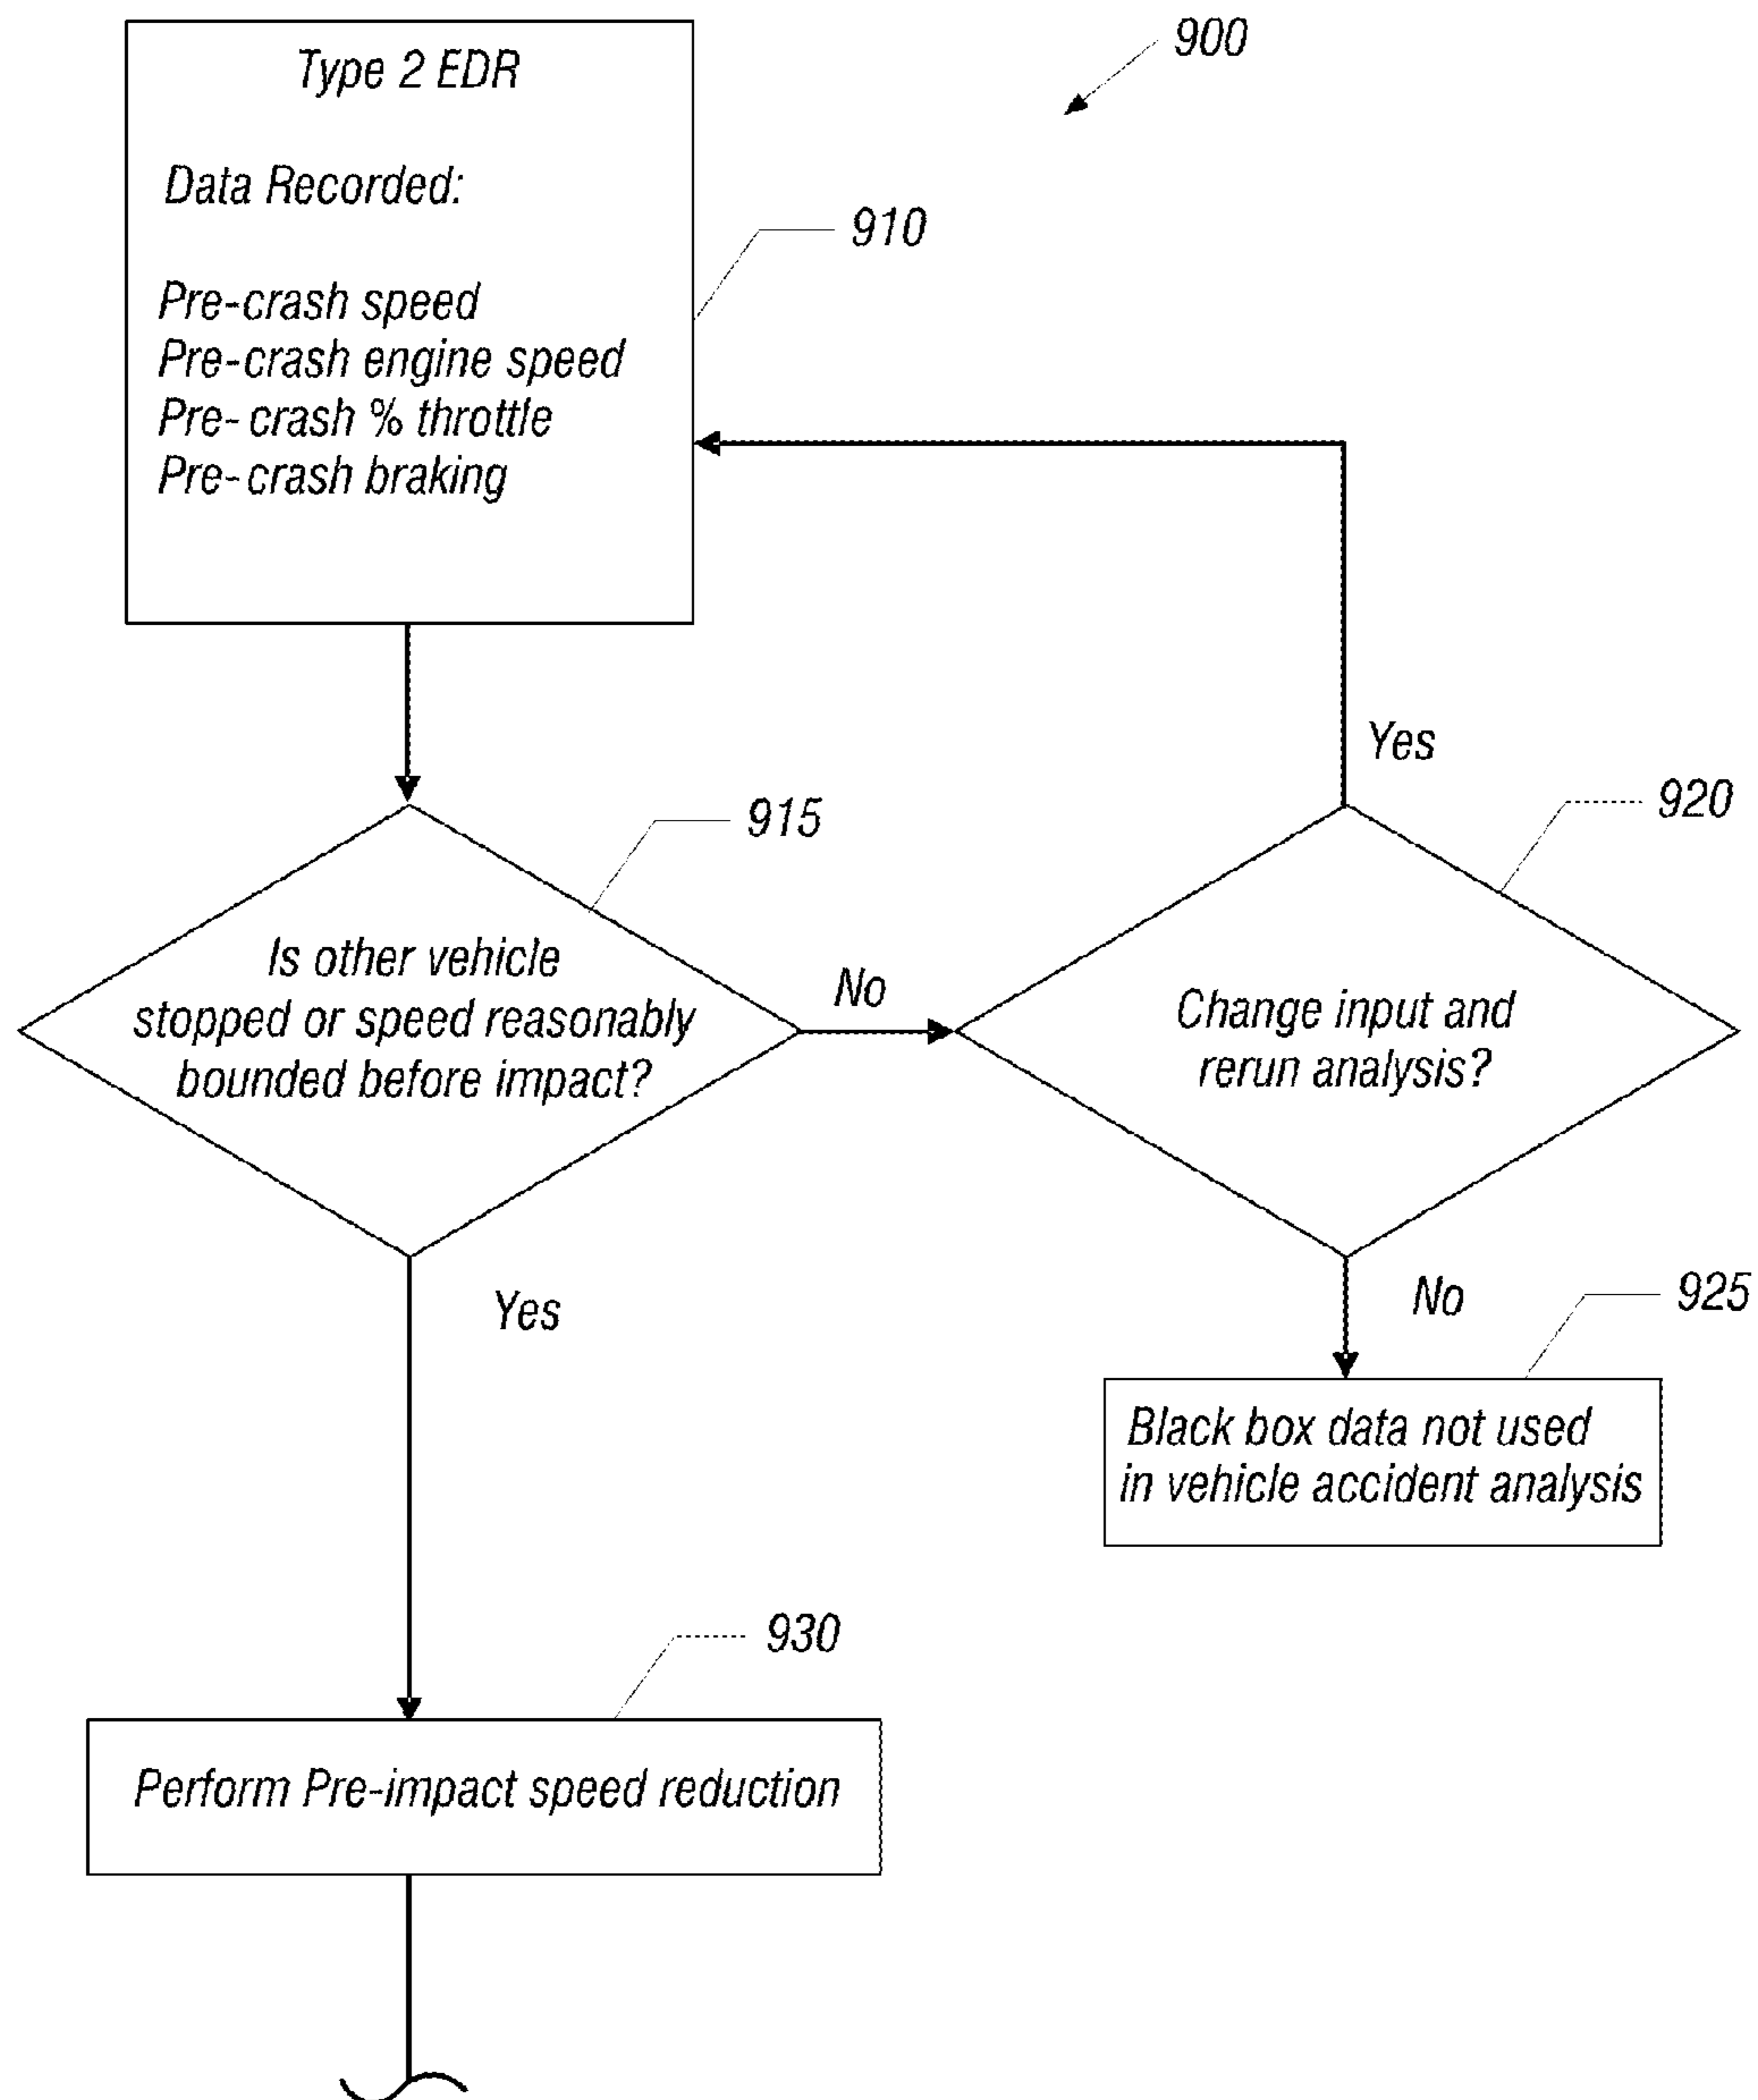 900
Type 2 EDR
Data Recorded:
910
Pre-crash speed
Pre-crash engine speed
Pre-crash % throttle
Pre-crash braking
Yes
920
915
Is other vehicle
stopped or speed reasonably
bounded before impact?
No
Change input and
rerun analysis?
Yes
No
925
Black box data not used
in vehicle accident analysis
930
Perform Pre-impact speed reduction